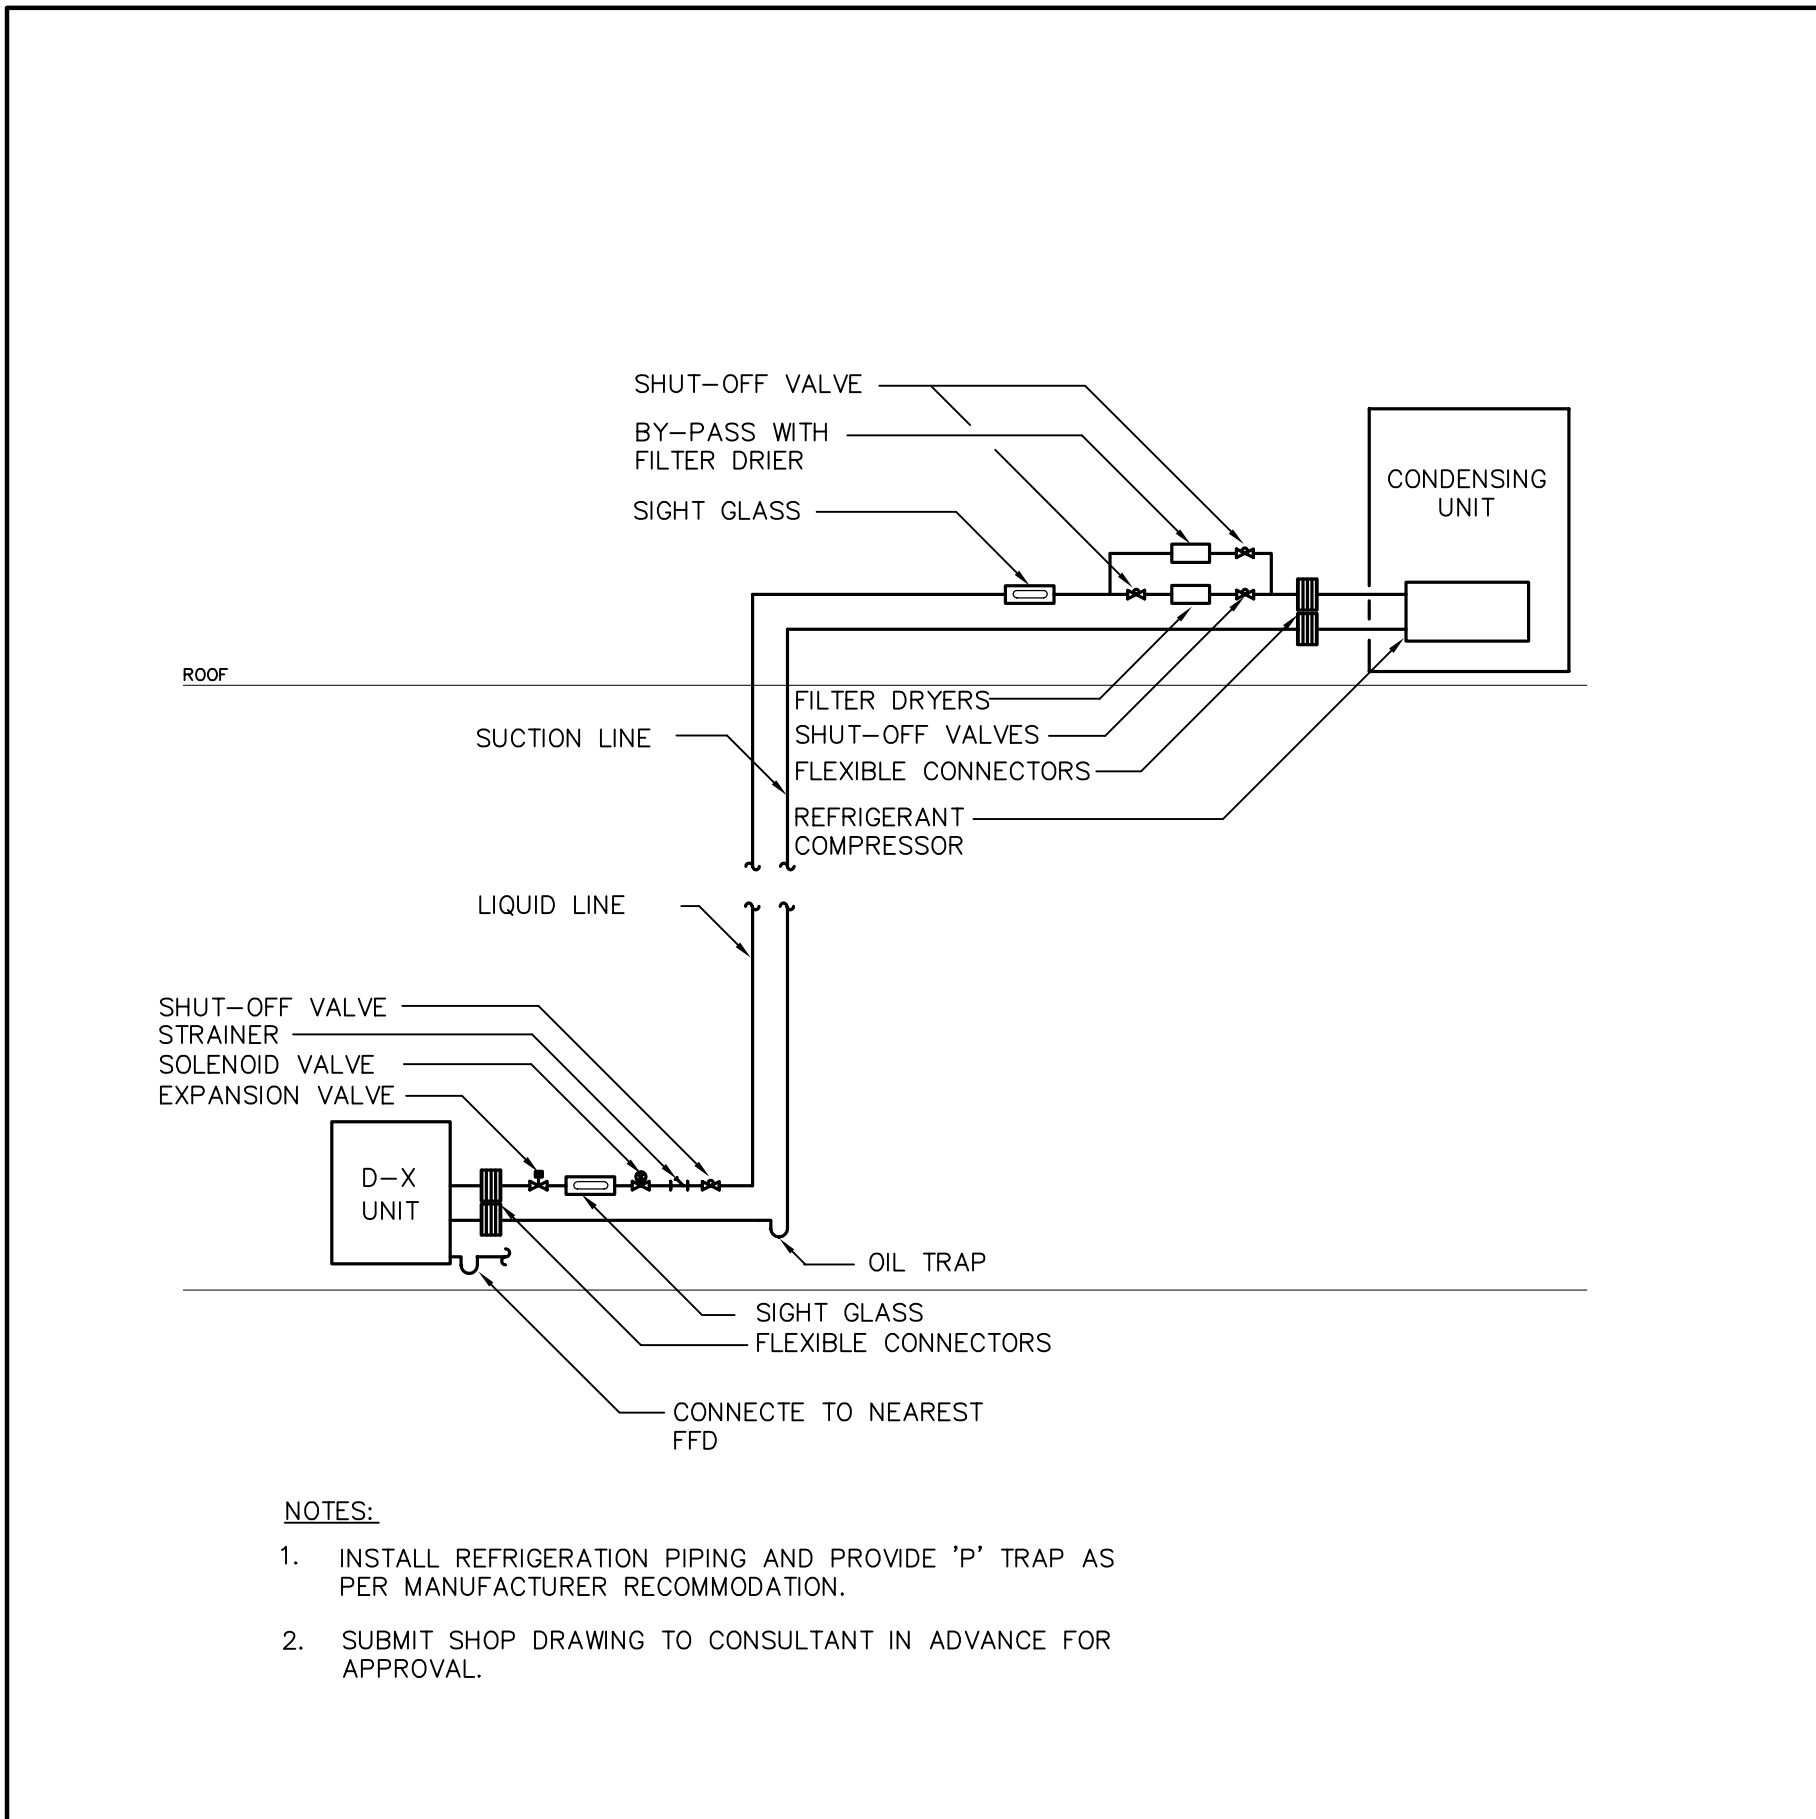 SHUT-OFF VALVE
BY-PASS WITH
FILTER DRIER
SIGHT GLASS
CONDENSING
UNIT
ROOF
FILTER DRYERS
SHUT-OFF VALVES
FLEXIBLE CONNECTORS
REFRIGERANT
COMPRESSOR
SUCTION LINE
LIQUID LINE
SHUT-OFF VALVE
STRAINER
SOLENOID VALVE
EXPANSION VALVE
D-X
UNIT
OIL TRAP
SIGHT GLASS
FLEXIBLE CONNECTORS
CONNECTE TO NEAREST
FFD
NOTES:
1. INSTALL REFRIGERATION PIPING AND PROVIDE 'P' TRAP AS
PER MANUFACTURER RECOMMODATION.
2. SUBMIT SHOP DRAWING TO CONSULTANT IN ADVANCE FOR
APPROVAL.